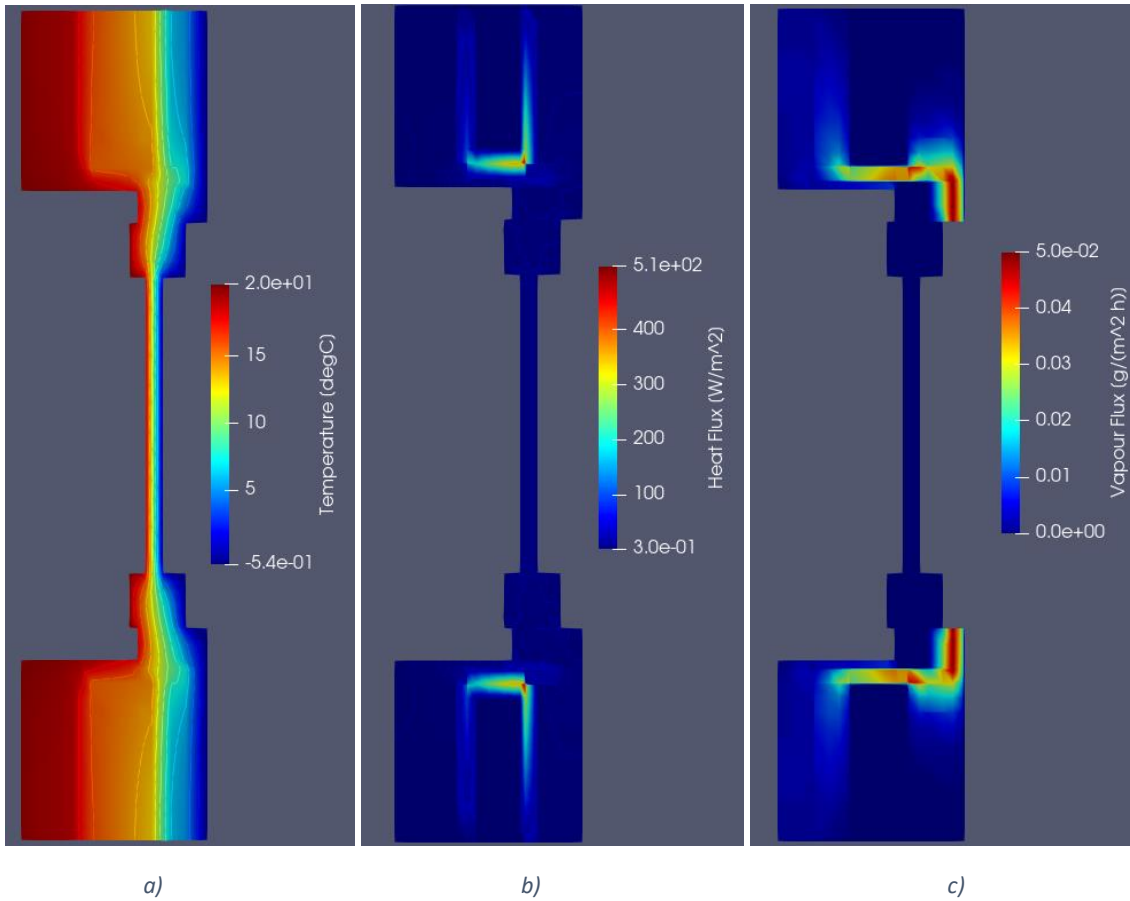 2.0e+01
15
10
5
-5.4e-01
Temperature (degC)
5.1e+02
400
300
200
100
3.0e-01
Heat Flux (W/m^2)
5.0e-02
0.04
0.03
0.02
0.01
0.0e+00
Vapour Flux (g/(m^2 h))
a)
b)
c)